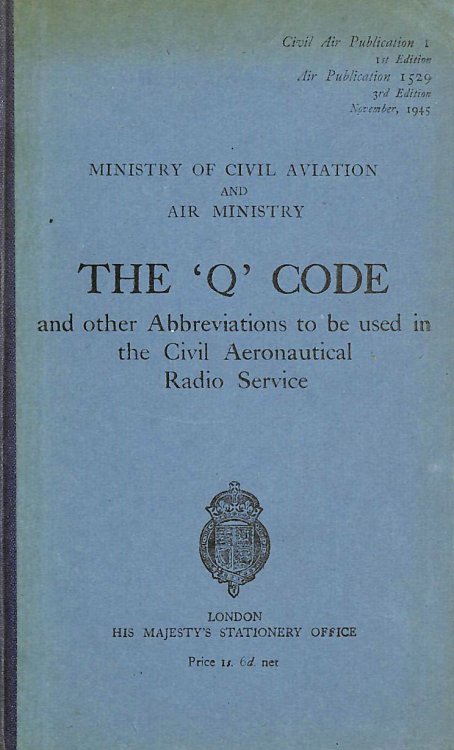 Civil Air Publication 1
1st Edition
Air Publication 1529
3rd Edition
November, 1945
MINISTRY OF CIVIL AVIATION
AND
AIR MINISTRY
THE ‘Q’ CODE
and other Abbreviations to be used in
the Civil Aeronautical
Radio Service
LONDON
HIS MAJESTY'S STATIONERY OFFICE
Price 1s. 6d. net